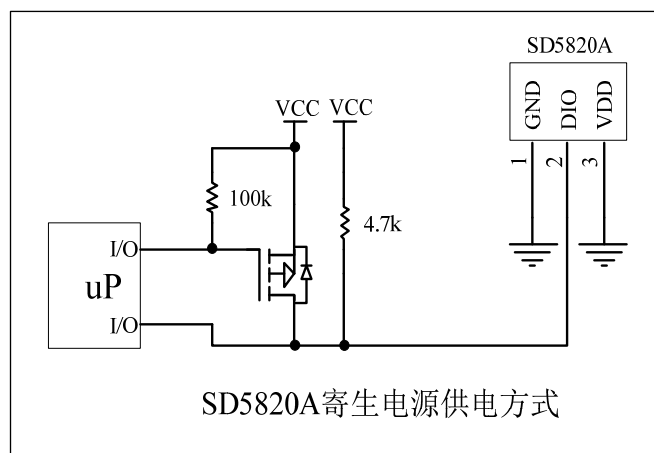 SD5820A
GND
DIO
VDD
1
2
3
VCC
VCC
100k
4.7k
I/O
uP
I/O
SD5820A寄生电源供电方式